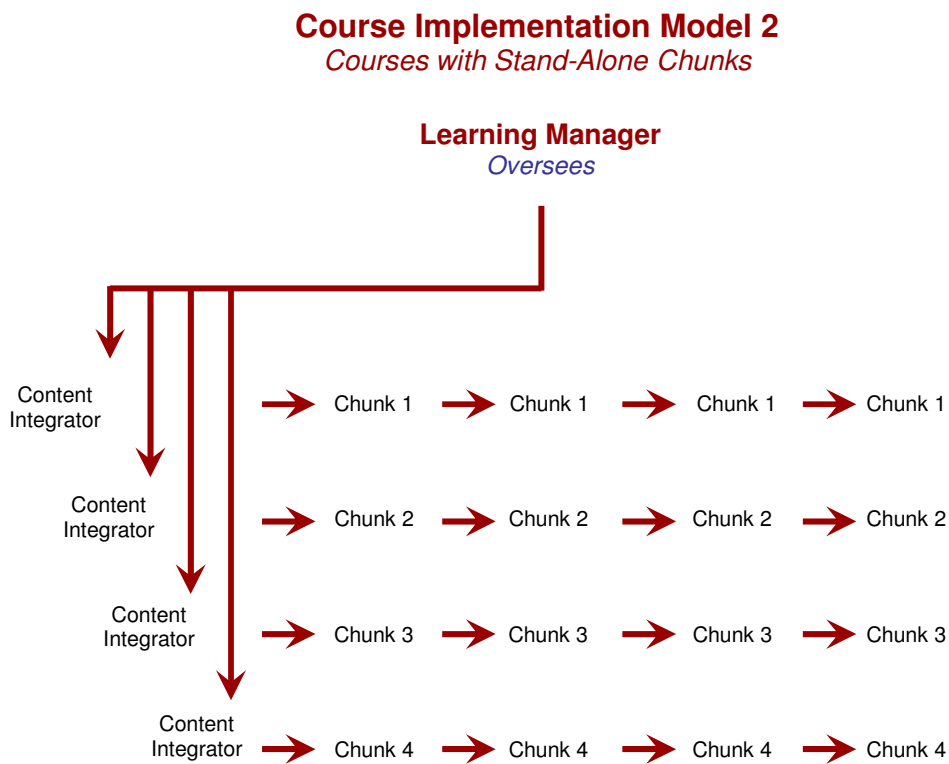 Course Implementation Model 2
Courses with Stand-Alone Chunks
Learning Manager
Oversees
Content
Integrator
Chunk 1 Chunk 1 Chunk 1 Chunk 1
Content
Integrator
Chunk 2 Chunk 2 Chunk 2 Chunk 2
Content
Integrator
Chunk 3 Chunk 3 Chunk 3 Chunk 3
Content
Integrator
Chunk 4 Chunk 4 Chunk 4 Chunk 4